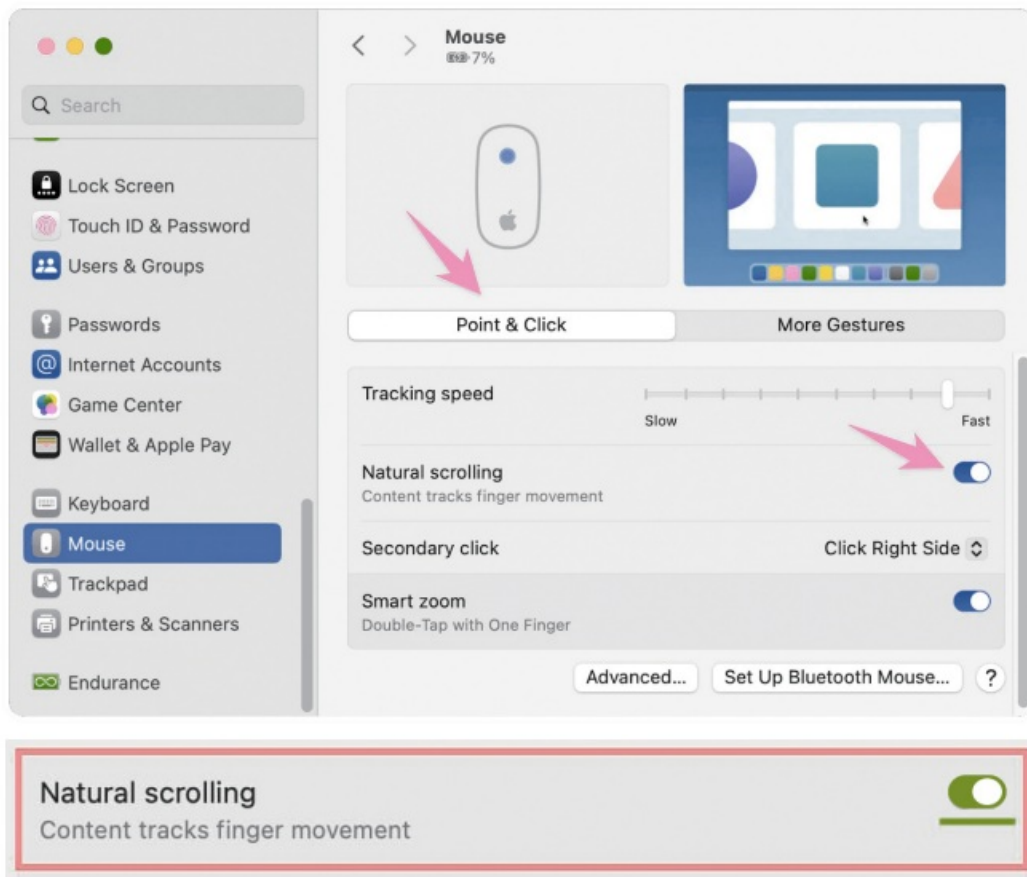 Mouse
7%
Search
Lock Screen
Touch ID & Password
Users & Groups
Passwords
Internet Accounts
Game Center
Wallet & Apple Pay
Keyboard
Mouse
Trackpad
Printers & Scanners
Endurance
Point & Click
More Gestures
Tracking speed
Slow
Fast
Natural scrolling
Content tracks finger movement
Secondary click
Click Right Side
Smart zoom
Double-Tap with One Finger
Advanced...
Set Up Bluetooth Mouse...
?
Natural scrolling
Content tracks finger movement